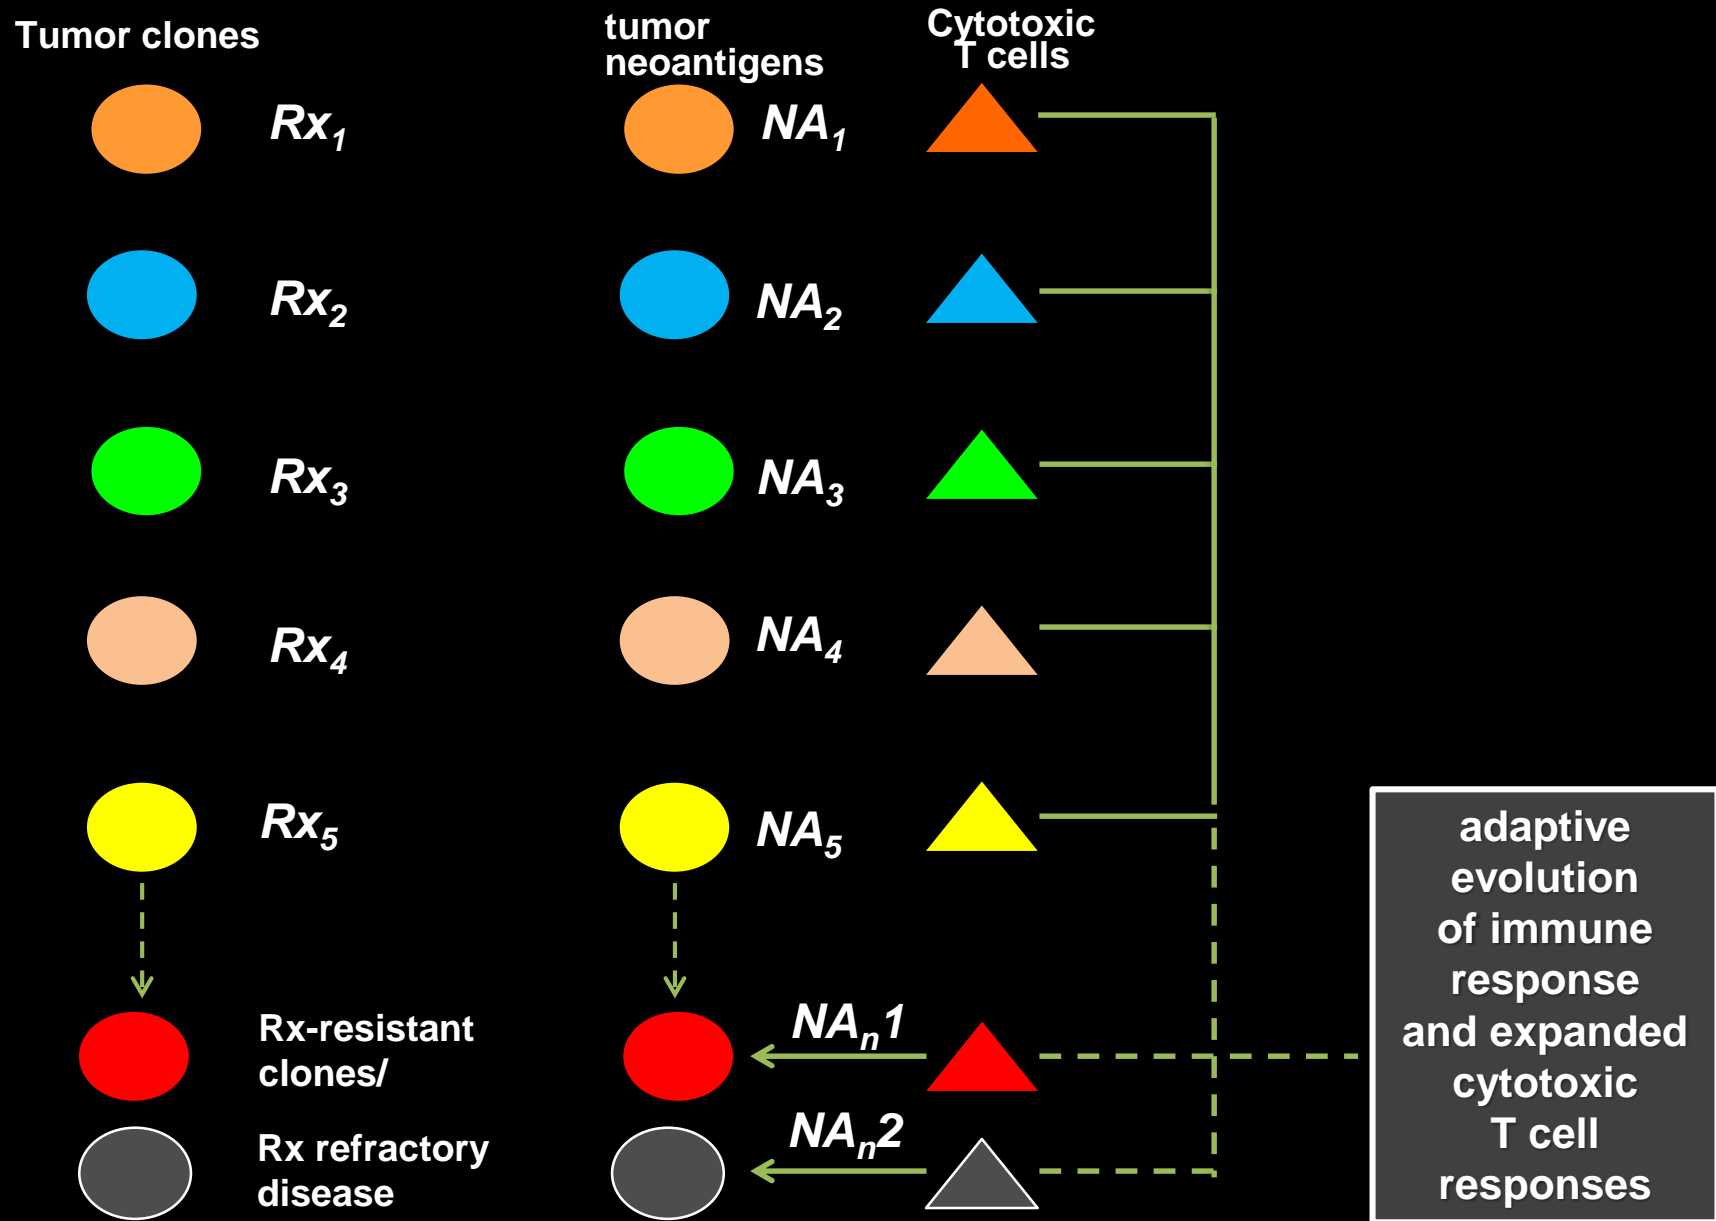 Tumor clones
tumor
neoantigens
Cytotoxic
T cells
Rx1
NA1
Rx2
NA2
Rx3
NA3
Rx4
NA4
Rx5
NA5
Rx-resistant
clones/
NAn1
Rx refractory
disease
NAn2
adaptive
evolution
of immune
response
and expanded
cytotoxic
T cell
responses